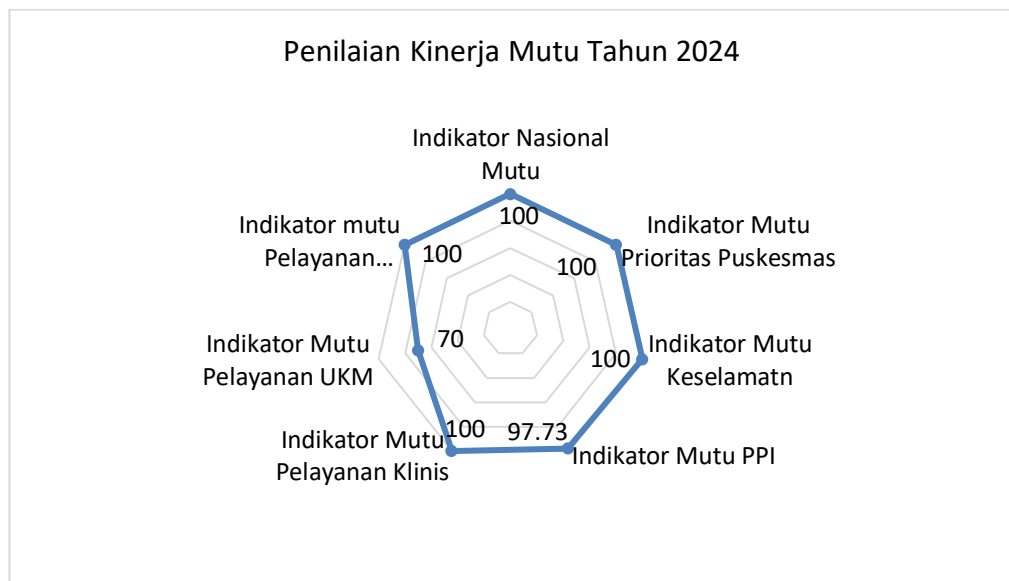 Penilaian Kinerja Mutu Tahun 2024
Indikator Nasional
Mutu
100
Indikator Mutu
Prioritas Puskesmas
100
Indikator Mutu
Keselamatn
100
Indikator Mutu PPI
97.73
Indikator Mutu
Pelayanan Klinis
100
Indikator Mutu
Pelayanan UKM
70
Indikator mutu
Pelayanan...
100